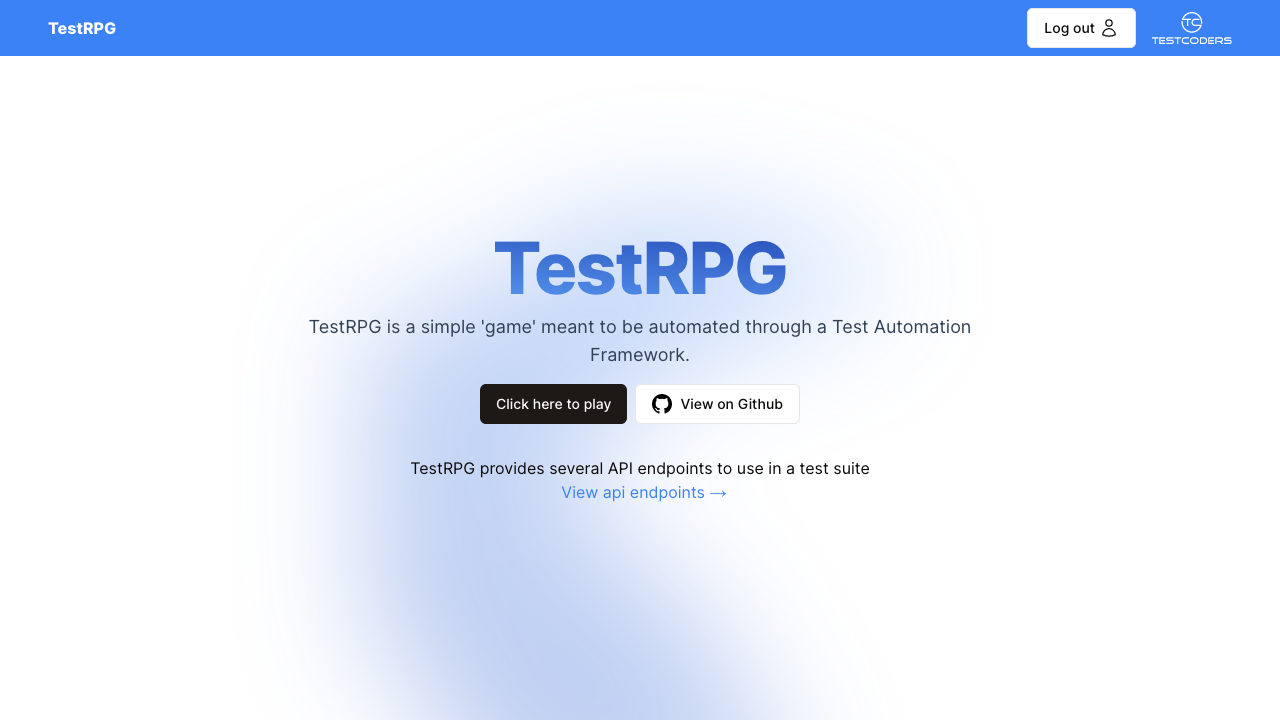 TestRPG
Log out
TC
TESTCODERS
TestRPG
TestRPG is a simple 'game' meant to be automated through a Test Automation
Framework.
Click here to play
View on Github
TestRPG provides several API endpoints to use in a test suite
View api endpoints →